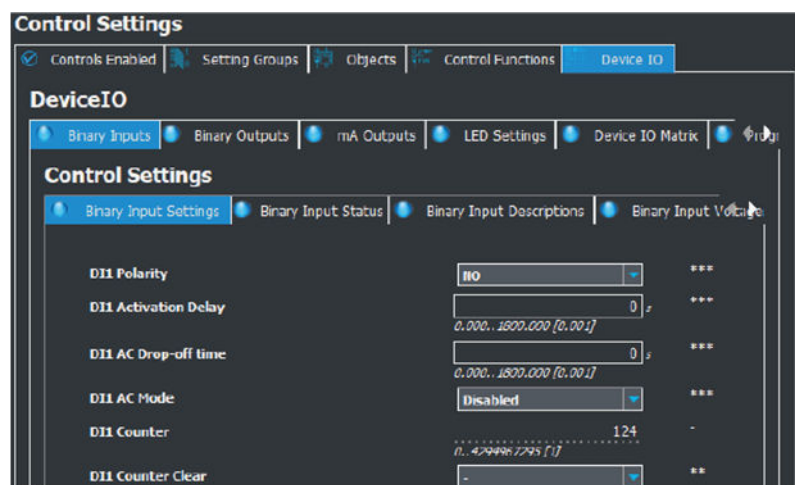 Control Settings
Controls Enabled Setting Groups Objects Control Functions Device IO
DeviceIO
Binary Inputs Binary Outputs mA Outputs LED Settings Device IO Matrix
Control Settings
Binary Input Settings Binary Input Status Binary Input Descriptions Binary Input
DI1 Polarity NO ***
DI1 Activation Delay 0 s ***
0.000..1800.000 [0.001]
DI1 AC Drop-off time 0 s ***
0.000..1800.000 [0.001]
DI1 AC Mode Disabled ***
DI1 Counter 124 -
0..4294967295 [1]
DI1 Counter Clear - **